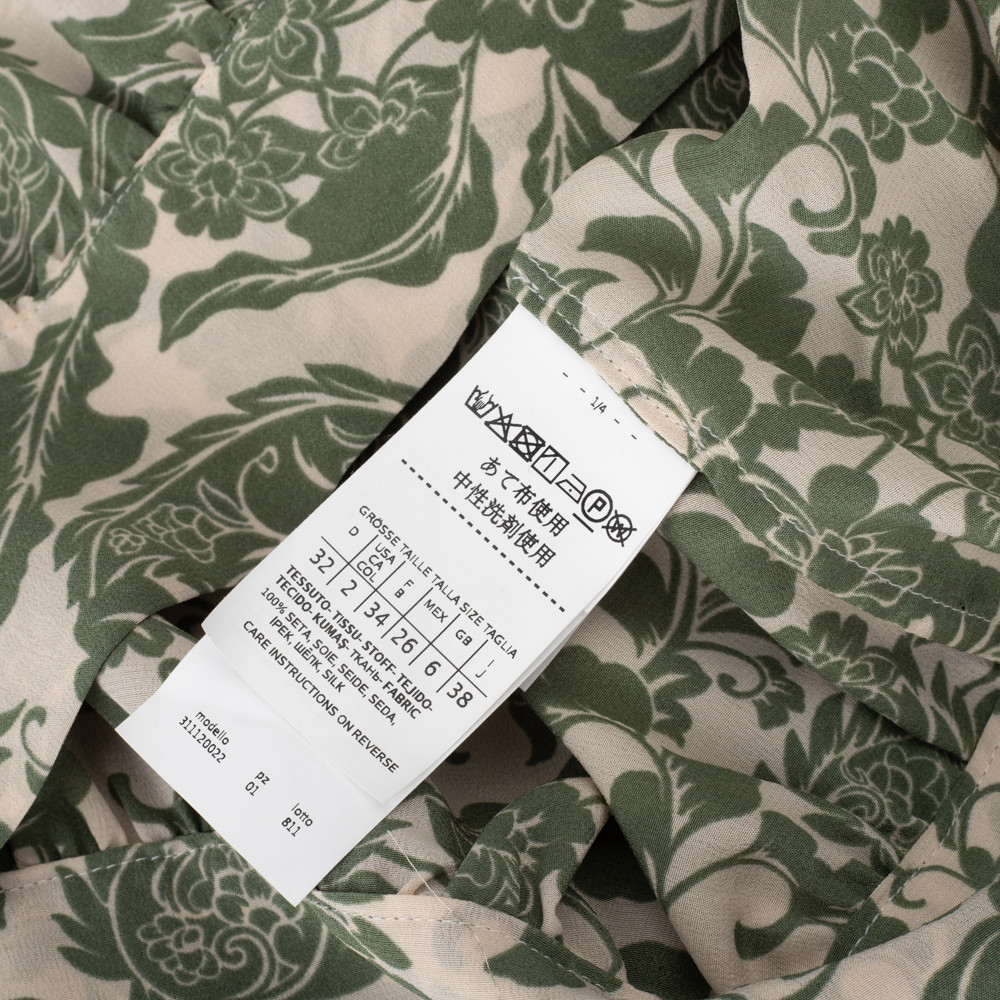 1/4
P W
あて布使用
中性洗剤使用
GRÖSSE TAILLE TALLA SIZE TAGLIA
D USA CA COL F B MEX GB J I
32 2 34 26 6 38
TESSUTO-TISSU-STOFF-TEJIDO-
TECIDO- KUMAŞ- ТКАНЬ- FABRIC
100% SETA, SOIE, SEIDE, SEDA,
IPEK, ШЁЛК, SILK
CARE INSTRUCTIONS ON REVERSE
modello
311120022
pz
01
lotto
811